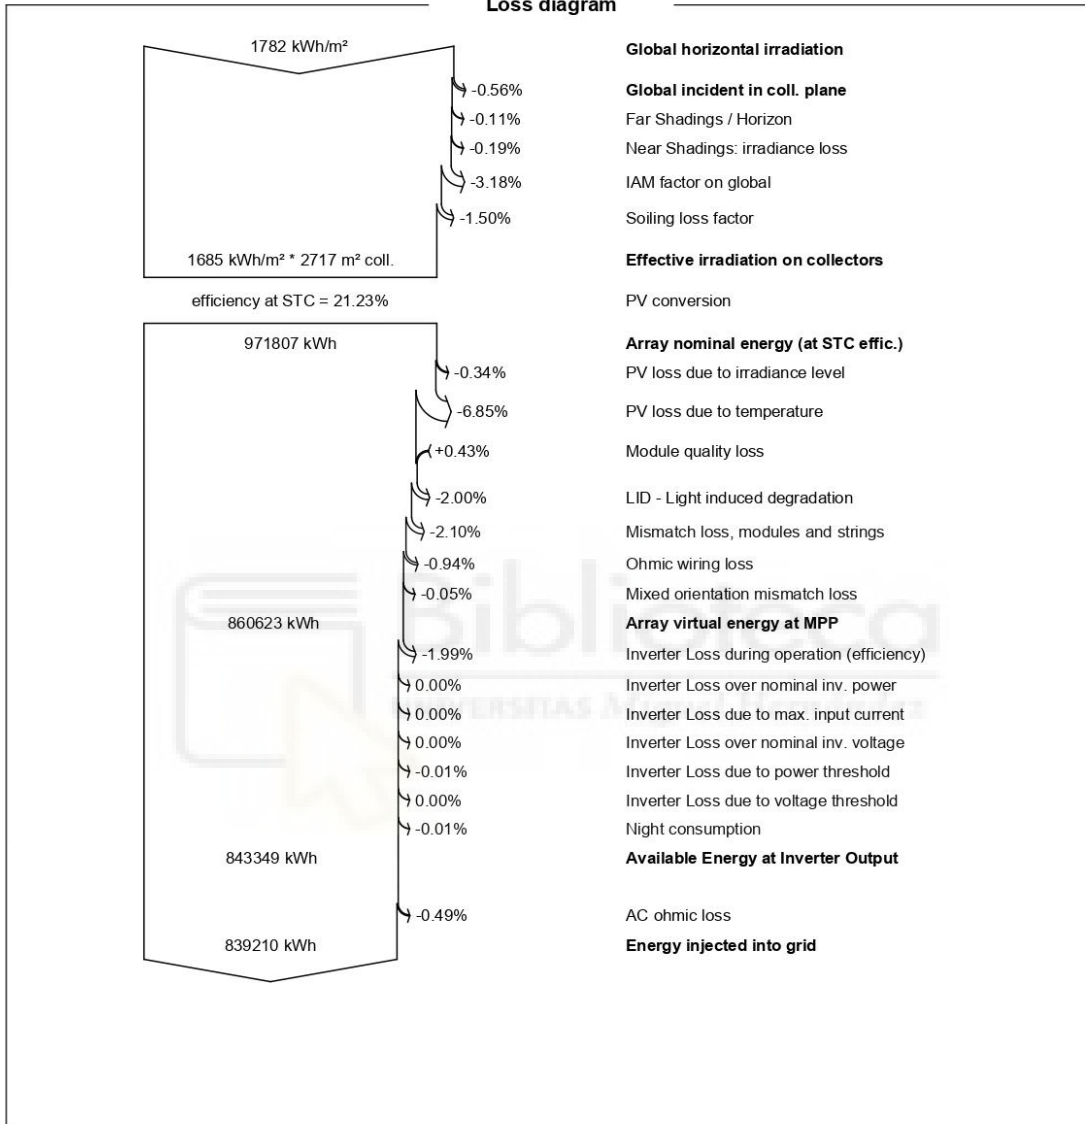 Loss diagram
1782 kWh/m² Global horizontal irradiation
-0.56% Global incident in coll. plane
-0.11% Far Shadings / Horizon
-0.19% Near Shadings: irradiance loss
-3.18% IAM factor on global
-1.50% Soiling loss factor
1685 kWh/m² * 2717 m² coll. Effective irradiation on collectors
efficiency at STC = 21.23% PV conversion
971807 kWh Array nominal energy (at STC effic.)
-0.34% PV loss due to irradiance level
-6.85% PV loss due to temperature
+0.43% Module quality loss
-2.00% LID - Light induced degradation
-2.10% Mismatch loss, modules and strings
-0.94% Ohmic wiring loss
-0.05% Mixed orientation mismatch loss
Biblioteca
860623 kWh Array virtual energy at MPP
-1.99% Inverter Loss during operation (efficiency)
0.00% Inverter Loss over nominal inv. power
UNIVERSITAS Miguel Hernández
0.00% Inverter Loss due to max. input current
0.00% Inverter Loss over nominal inv. voltage
-0.01% Inverter Loss due to power threshold
0.00% Inverter Loss due to voltage threshold
-0.01% Night consumption
843349 kWh Available Energy at Inverter Output
-0.49% AC ohmic loss
839210 kWh Energy injected into grid